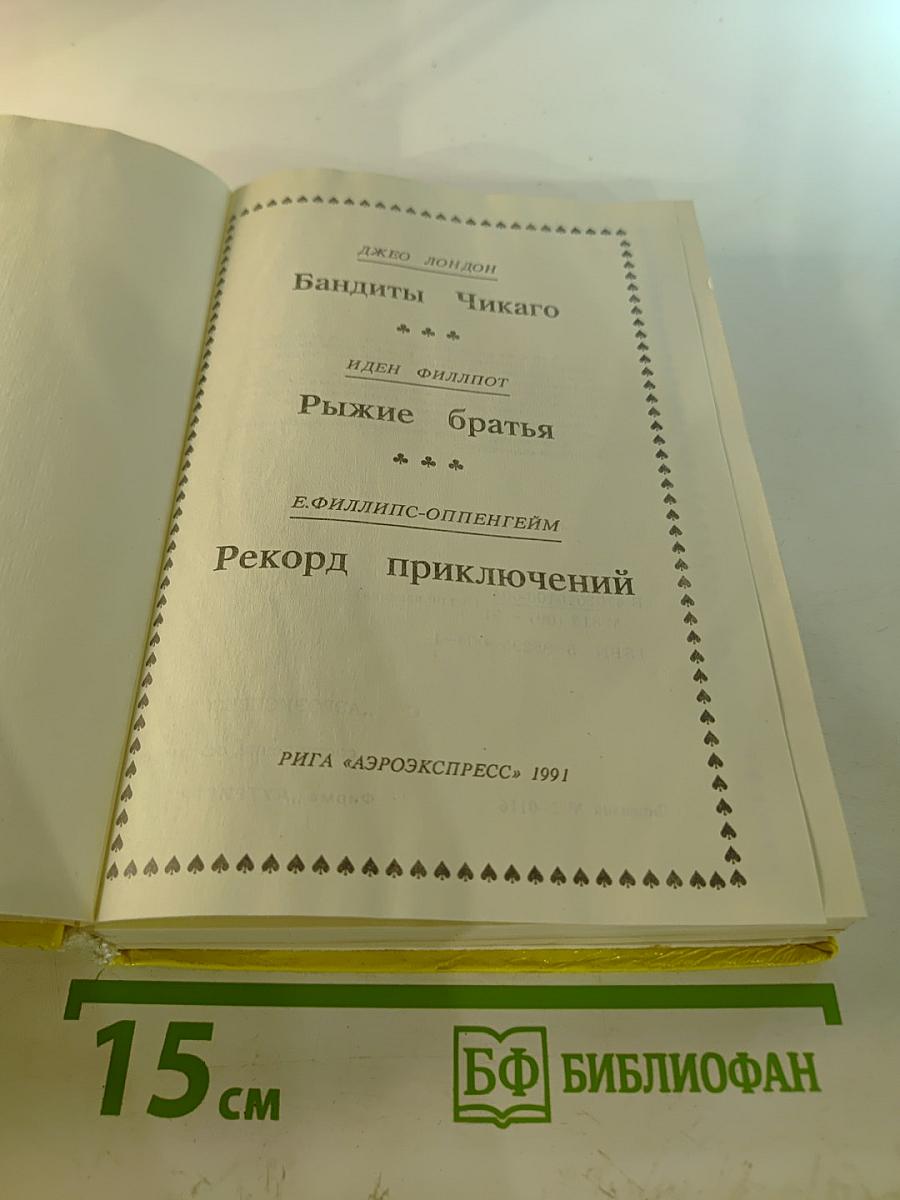 ДЖЕО ЛОНДОН
Бандиты Чикаго
ИДЕН ФИЛЛПОТ
Рыжие братья
Е.ФИЛЛИПС-ОППЕНГЕЙМ
Рекорд приключений
РИГА «АЭРОЭКСПРЕСС» 1991
15 см
БФ БИБЛИОФАН